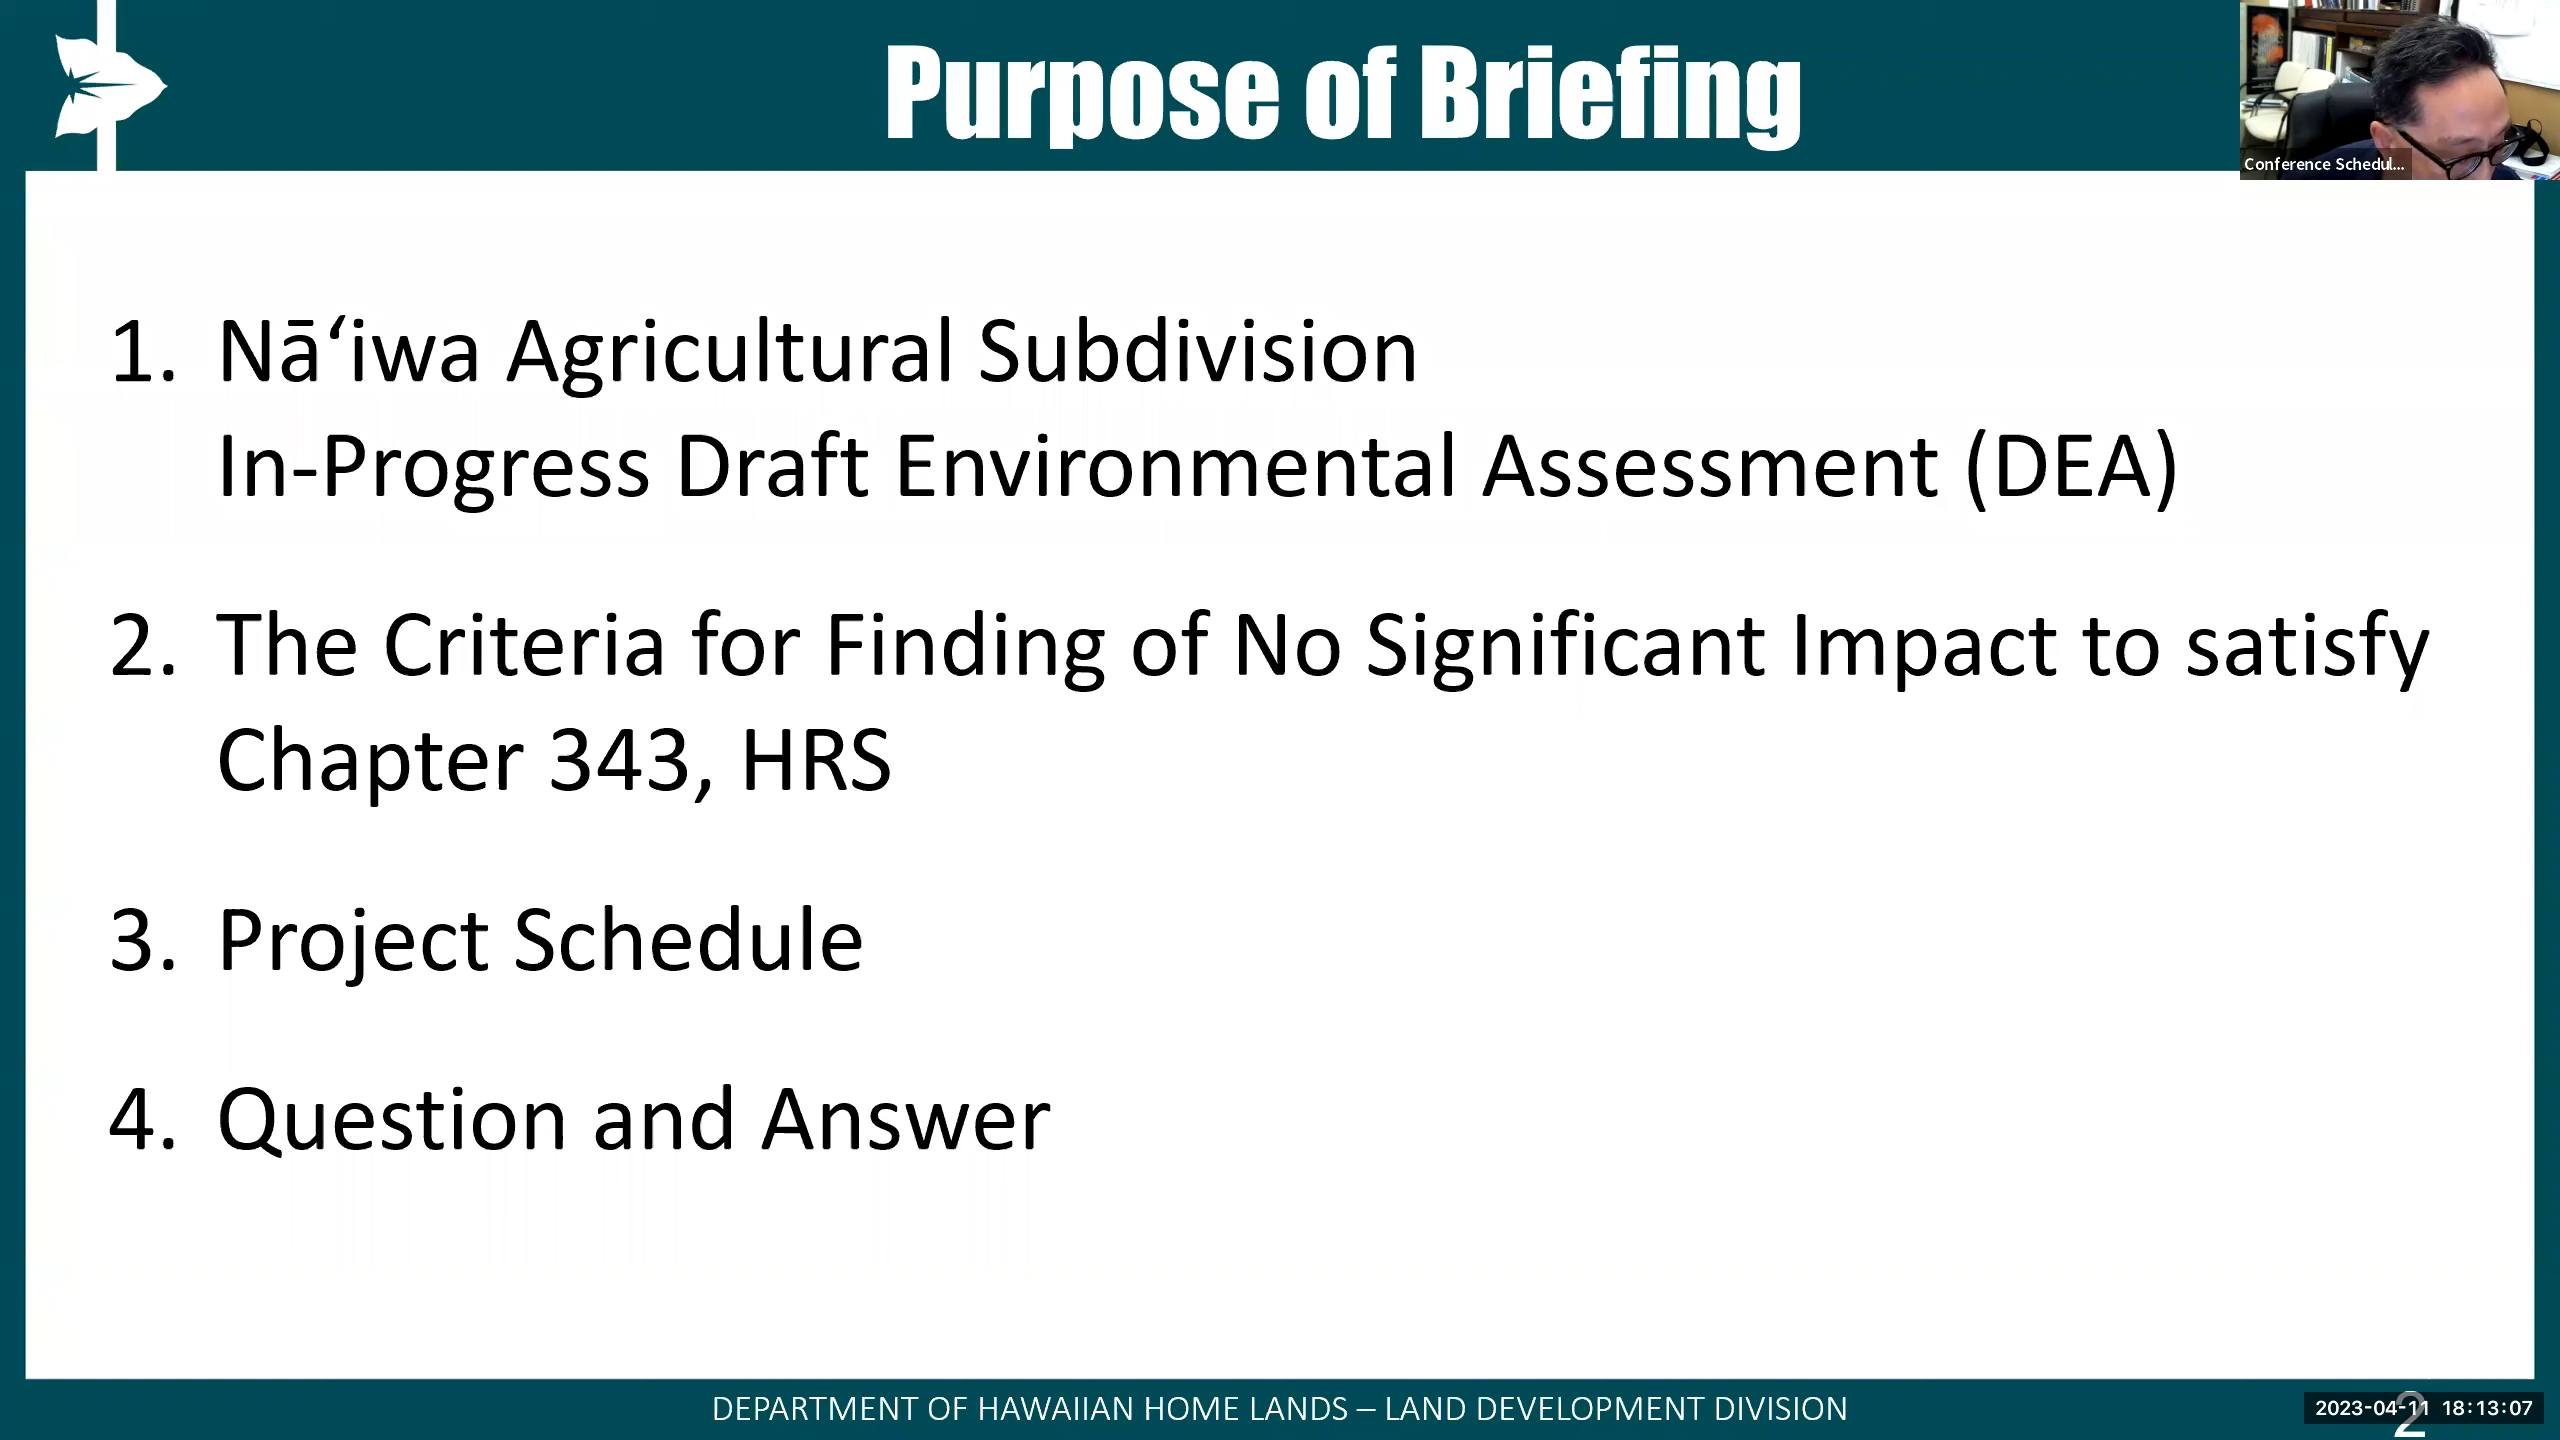 Purpose of Briefing
Conference Schedul...
1. Nāʻiwa Agricultural Subdivision
In-Progress Draft Environmental Assessment (DEA)
2. The Criteria for Finding of No Significant Impact to satisfy
Chapter 343, HRS
3. Project Schedule
4. Question and Answer
DEPARTMENT OF HAWAIIAN HOME LANDS – LAND DEVELOPMENT DIVISION
2
2023-04-11 18:13:07